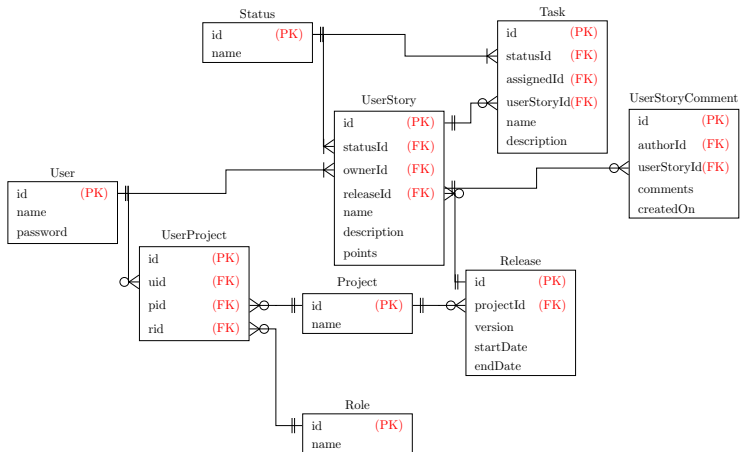 Status
id (PK)
name
Task
id (PK)
statusId (FK)
assignedId (FK)
userStoryId(FK)
name
description
UserStory
id (PK)
statusId (FK)
ownerId (FK)
releaseId (FK)
name
description
points
UserStoryComment
id (PK)
authorId (FK)
userStoryId(FK)
comments
createdOn
User
id (PK)
name
password
UserProject
id (PK)
uid (FK)
pid (FK)
rid (FK)
Project
id (PK)
name
Release
id (PK)
projectId (FK)
version
startDate
endDate
Role
id (PK)
name